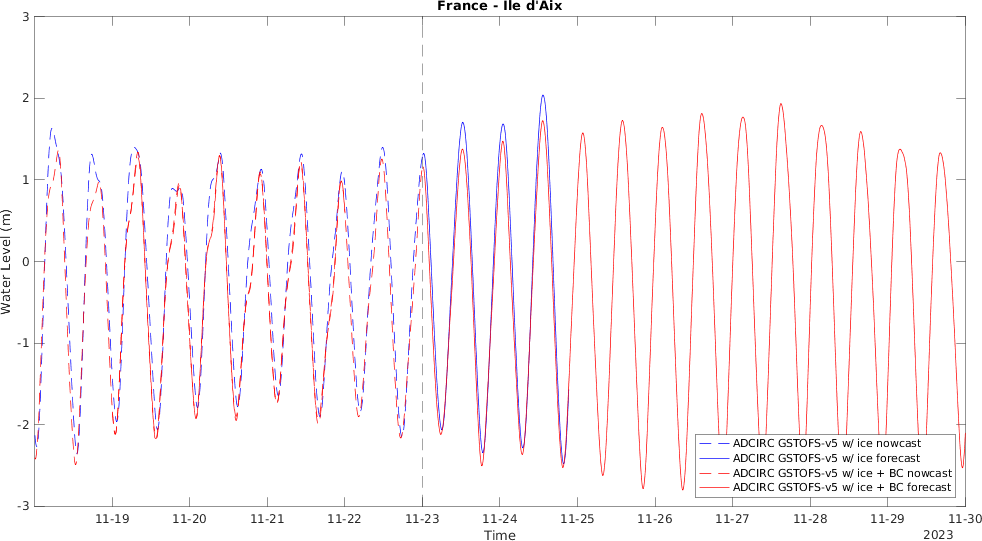 France - Ile d'Aix
3
2
1
0
-1
-2
-3
Water Level (m)
11-19
11-20
11-21
11-22
11-23
11-24
11-25
11-26
11-27
11-28
11-29
11-30
Time
2023
ADCIRC GSTOFS-v5 w/ ice nowcast
ADCIRC GSTOFS-v5 w/ ice forecast
ADCIRC GSTOFS-v5 w/ ice + BC nowcast
ADCIRC GSTOFS-v5 w/ ice + BC forecast